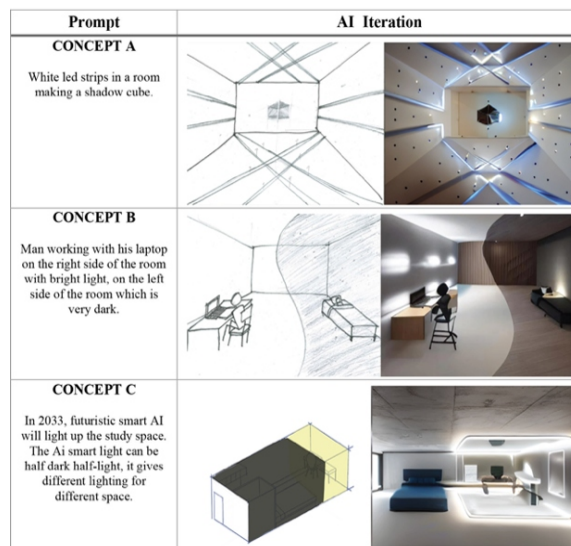 Prompt
AI Iteration
CONCEPT A
White led strips in a room
making a shadow cube.
CONCEPT B
Man working with his laptop
on the right side of the room
with bright light, on the left
side of the room which is
very dark.
CONCEPT C
In 2033, futuristic smart AI
will light up the study space.
The Ai smart light can be
half dark half-light, it gives
different lighting for
different space.